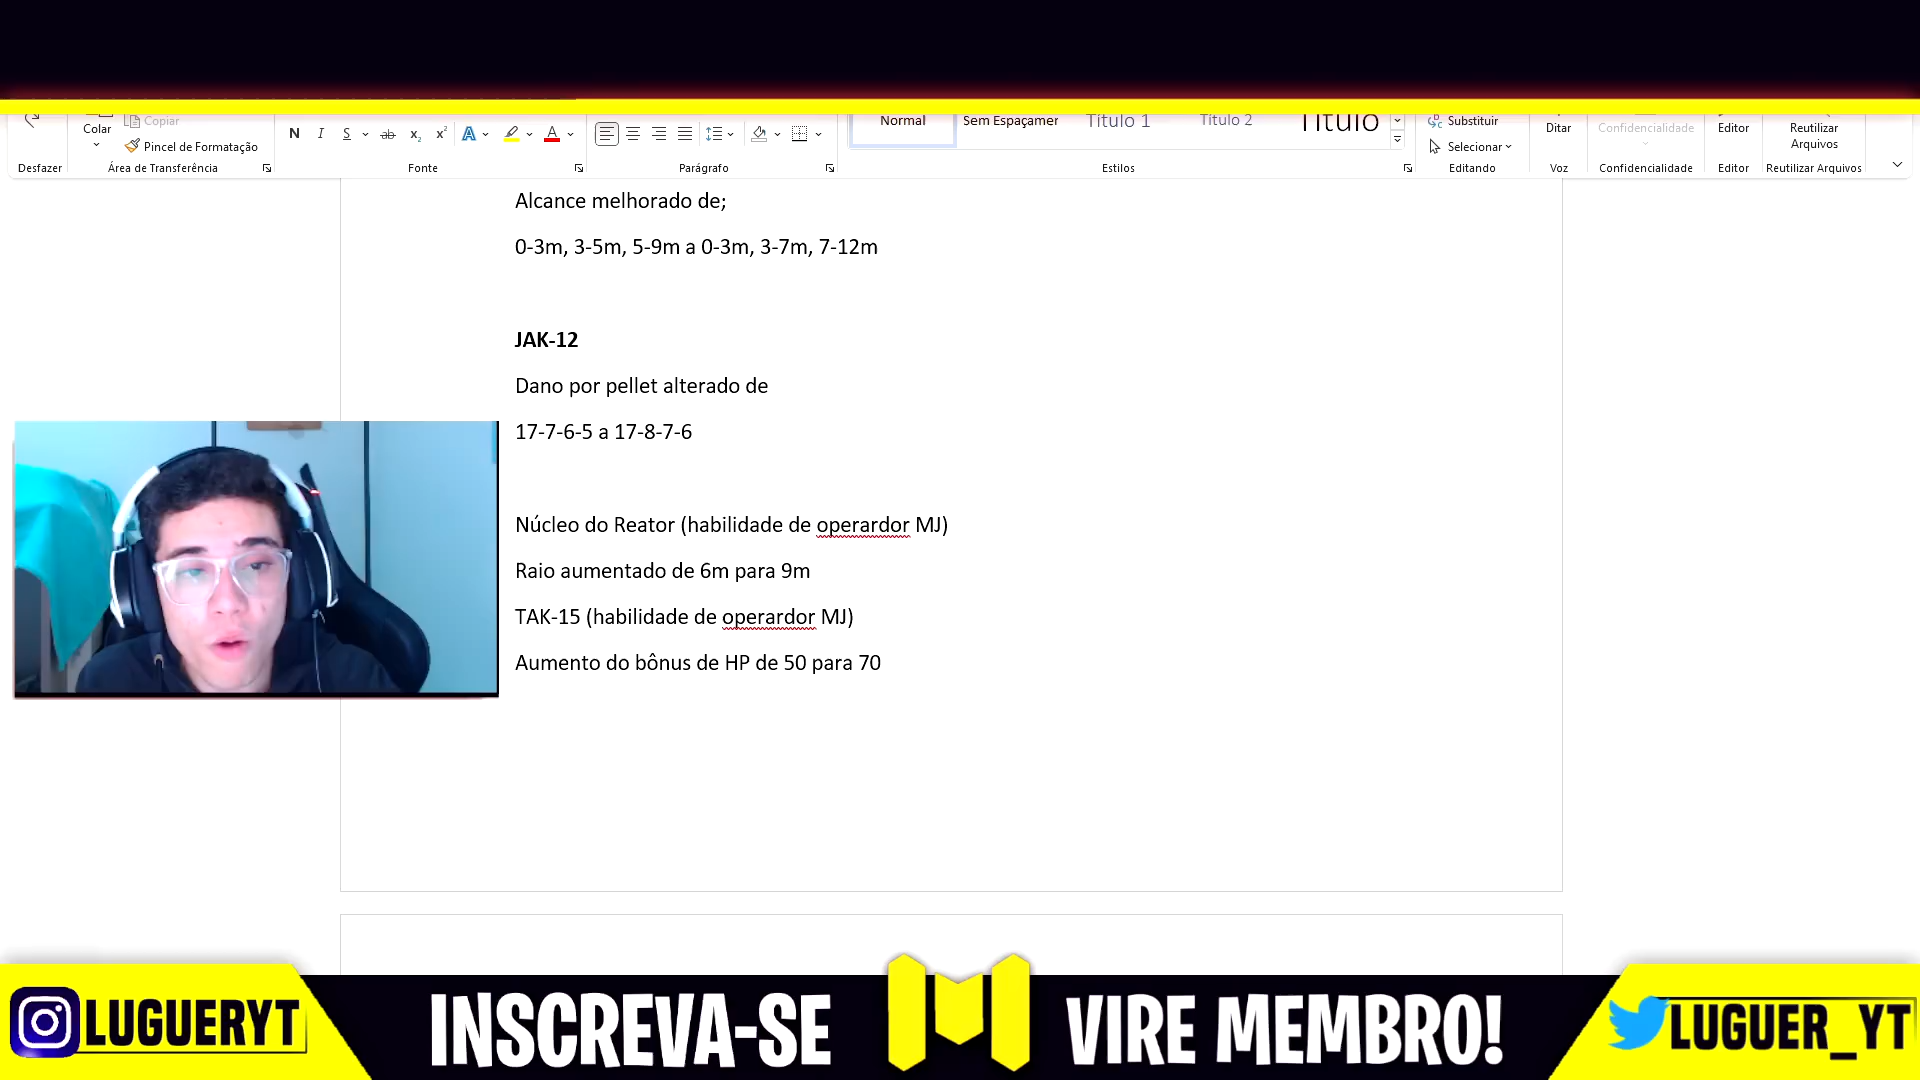 Colar
Copiar
Pincel de Formatação
N I S ab x₂ x² A A
Normal
Sem Espaçamen
Título 1
Título 2
Título
Substituir
Selecionar
Ditar
Confidencialidade
Editor
Reutilizar
Arquivos
Desfazer
Área de Transferência
Fonte
Parágrafo
Estilos
Editando
Voz
Confidencialidade
Editor
Reutilizar Arquivos
Alcance melhorado de;
0-3m, 3-5m, 5-9m a 0-3m, 3-7m, 7-12m
JAK-12
Dano por pellet alterado de
17-7-6-5 a 17-8-7-6
Núcleo do Reator (habilidade de operardor MJ)
Raio aumentado de 6m para 9m
TAK-15 (habilidade de operardor MJ)
Aumento do bônus de HP de 50 para 70
LUGUERYT
INSCREVA-SE
VIRE MEMBRO!
LUGUER_YT